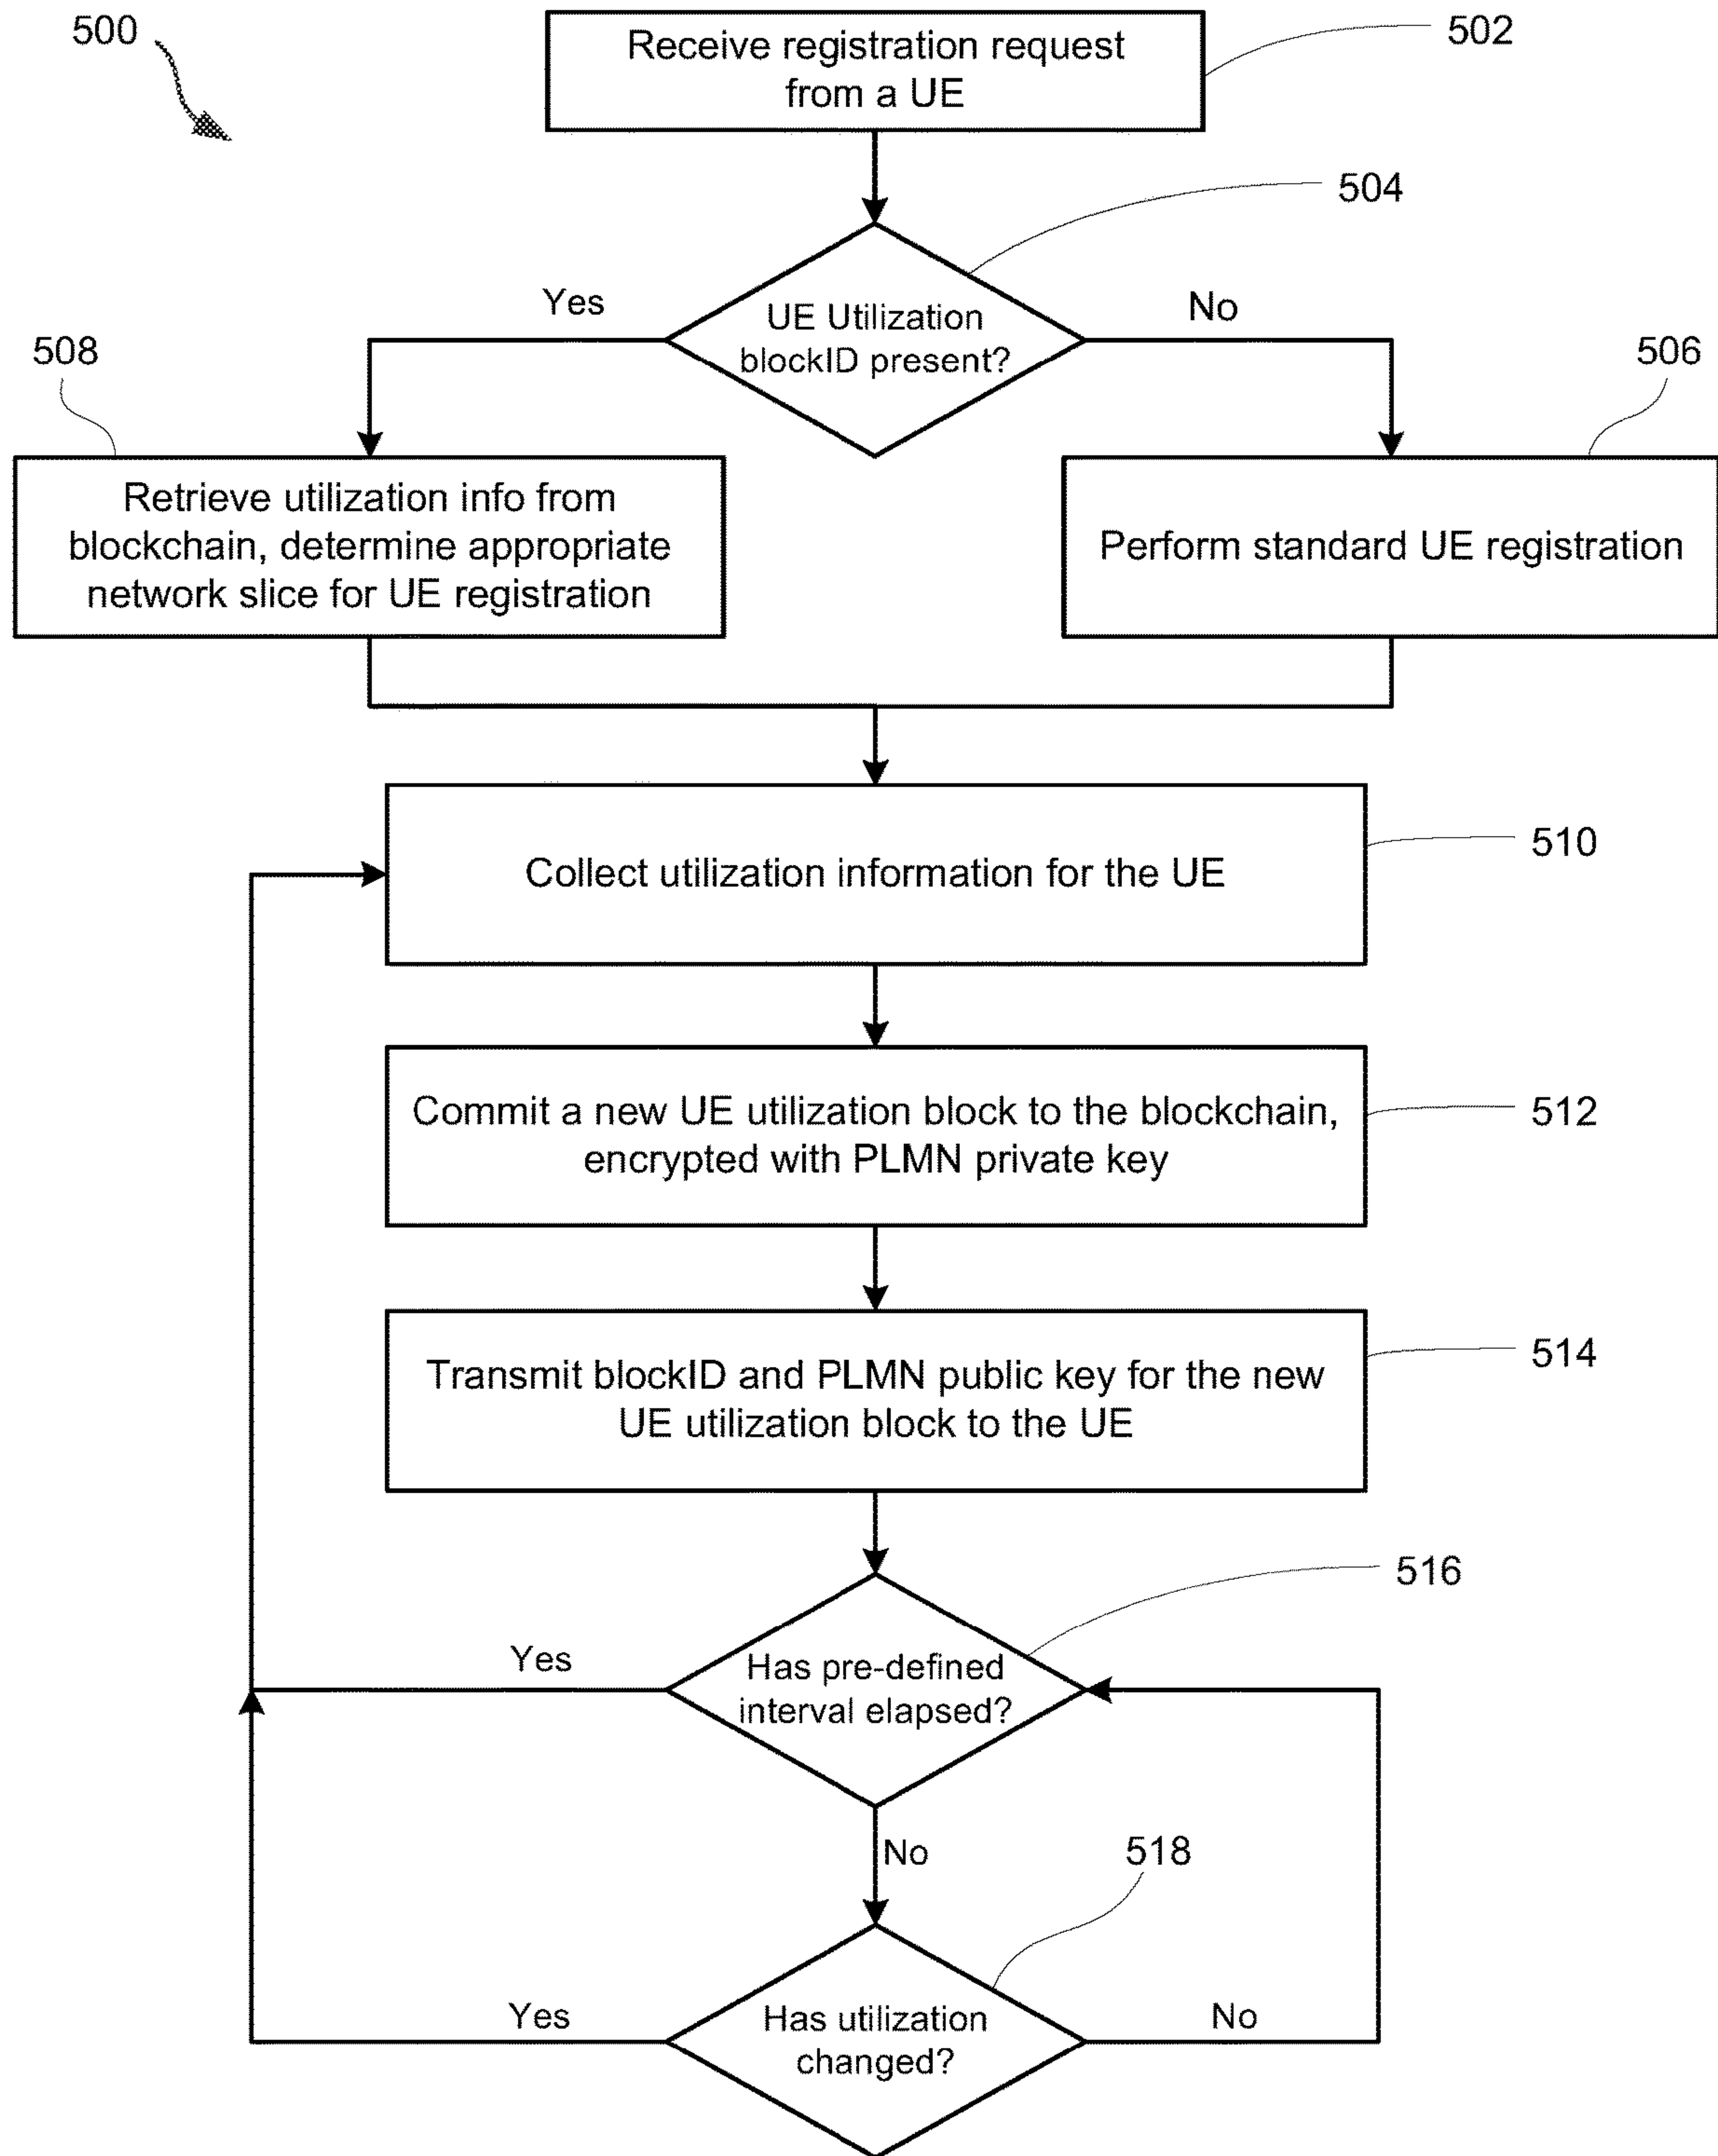 500
Receive registration request
from a UE
502
504
Yes
UE Utilization
blockID present?
No
508
506
Retrieve utilization info from
blockchain, determine appropriate
network slice for UE registration
Perform standard UE registration
Collect utilization information for the UE
510
Commit a new UE utilization block to the blockchain,
encrypted with PLMN private key
512
Transmit blockID and PLMN public key for the new
UE utilization block to the UE
514
516
Yes
Has pre-defined
interval elapsed?
No
518
Yes
Has utilization
changed?
No